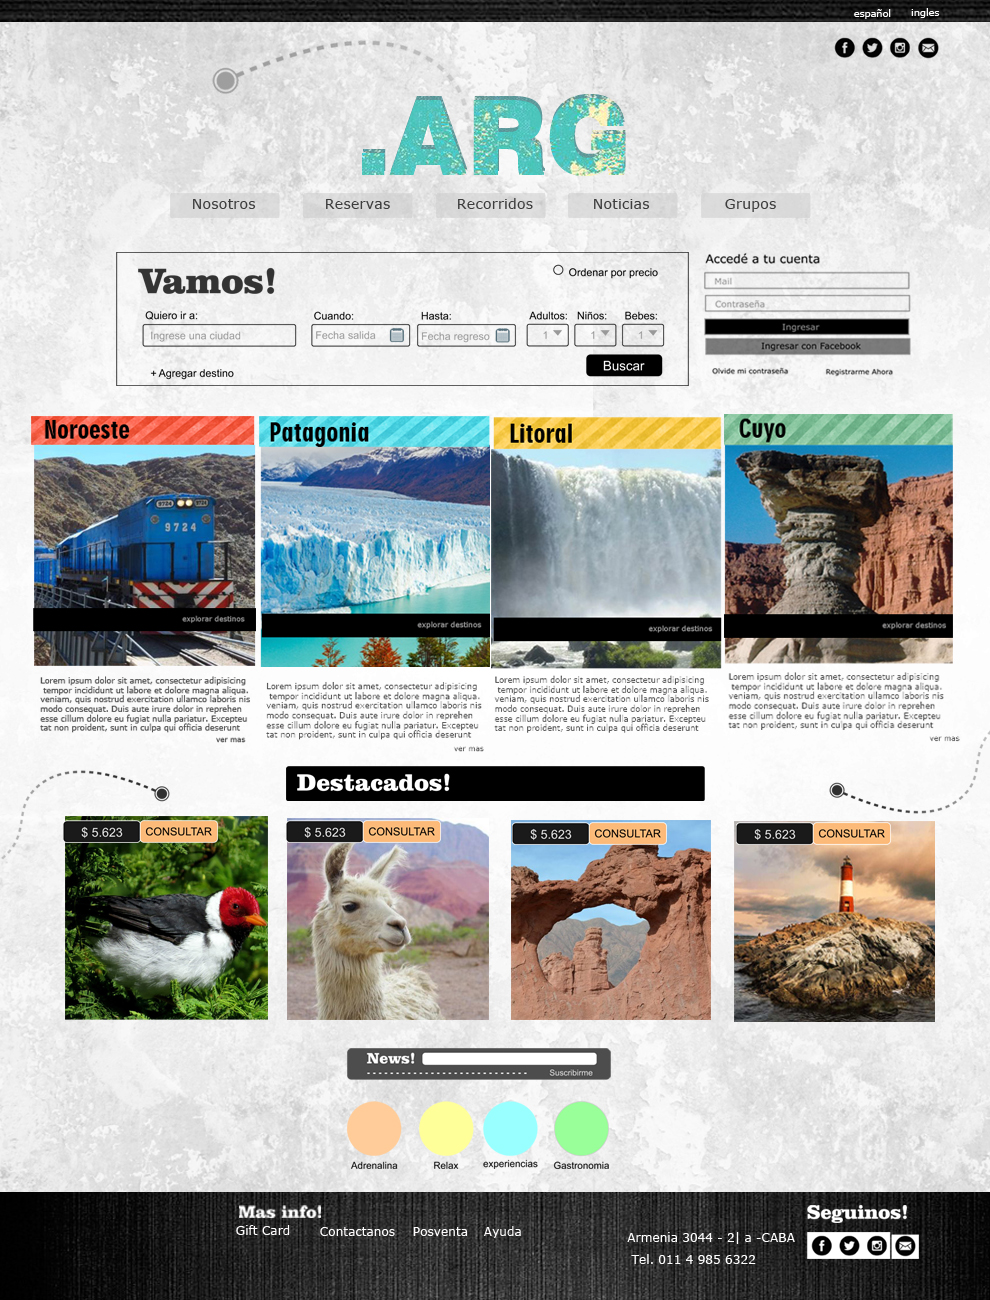 español ingles
.ARG
Nosotros Reservas Recorridos Noticias Grupos
Vamos!
Ordenar por precio
Quiero ir a: Cuando: Hasta: Adultos: Niños: Bebes:
Ingrese una ciudad Fecha salida Fecha regreso 1 1 1
Buscar
+ Agregar destino
Accedé a tu cuenta
Mail
Contraseña
Ingresar
Ingresar con Facebook
Olvide mi contraseña Registrarme Ahora
Noroeste
9724 9724
9 7 2 4
explorar destinos
Lorem ipsum dolor sit amet, consectetur adipisicing
tempor incididunt ut labore et dolore magna aliqua.
veniam, quis nostrud exercitation ullamco laboris nis
modo consequat. Duis aute irure dolor in reprehen
esse cillum dolore eu fugiat nulla pariatur. Excepteu
tat non proident, sunt in culpa qui officia deserunt
ver mas
Patagonia
explorar destinos
Lorem ipsum dolor sit amet, consectetur adipisicing
tempor incididunt ut labore et dolore magna aliqua.
veniam, quis nostrud exercitation ullamco laboris nis
modo consequat. Duis aute irure dolor in reprehen
esse cillum dolore eu fugiat nulla pariatur. Excepteu
tat non proident, sunt in culpa qui officia deserunt
ver mas
Litoral
explorar destinos
Lorem ipsum dolor sit amet, consectetur adipisicing
tempor incididunt ut labore et dolore magna aliqua.
veniam, quis nostrud exercitation ullamco laboris nis
modo consequat. Duis aute irure dolor in reprehen
esse cillum dolore eu fugiat nulla pariatur. Excepteu
tat non proident, sunt in culpa qui officia deserunt
Cuyo
explorar destinos
Lorem ipsum dolor sit amet, consectetur adipisicing
tempor incididunt ut labore et dolore magna aliqua.
veniam, quis nostrud exercitation ullamco laboris nis
modo consequat. Duis aute irure dolor in reprehen
esse cillum dolore eu fugiat nulla pariatur. Excepteu
tat non proident, sunt in culpa qui officia deserunt
ver mas
Destacados!
$ 5.623 CONSULTAR
$ 5.623 CONSULTAR
$ 5.623 CONSULTAR
$ 5.623 CONSULTAR
News!
Suscribirme
Adrenalina Relax experiencias Gastronomia
Mas info!
Gift Card Contactanos Posventa Ayuda
Armenia 3044 - 2| a -CABA
Tel. 011 4 985 6322
Seguinos!